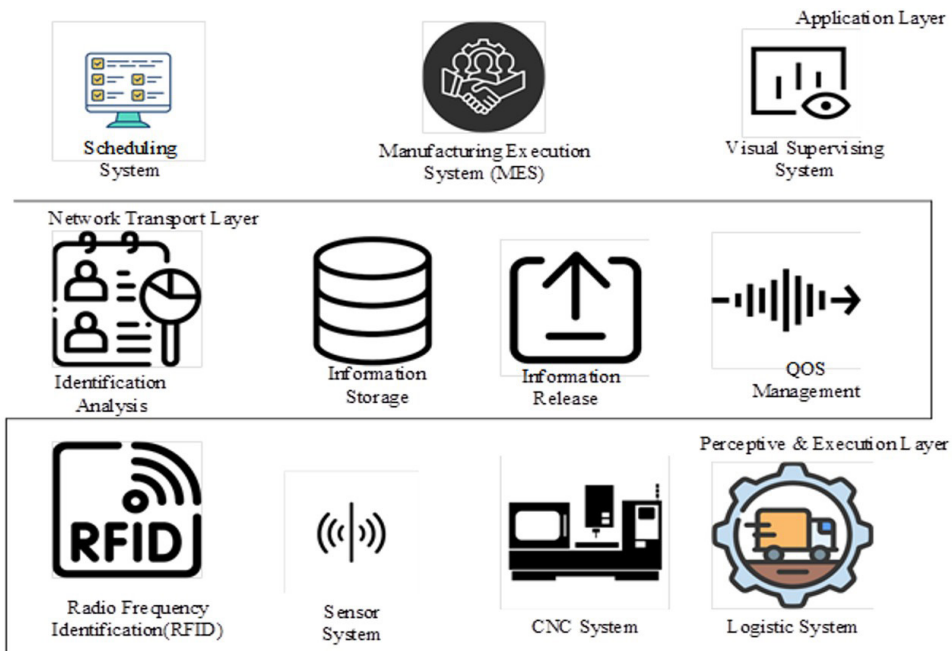 Application Layer
Scheduling
System
Manufacturing Execution
System (MES)
Visual Supervising
System
Network Transport Layer
Identification
Analysis
Information
Storage
Information
Release
QOS
Management
Perceptive & Execution Layer
RFID
Radio Frequency
Identification(RFID)
Sensor
System
CNC System
Logistic System